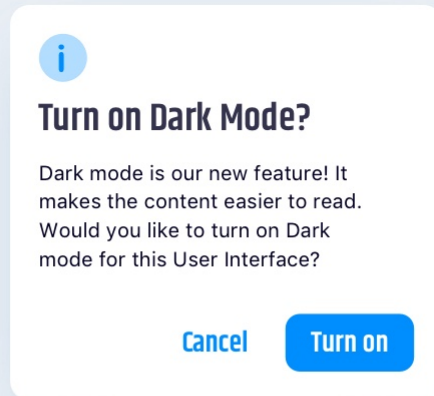 i
Turn on Dark Mode?
Dark mode is our new feature! It
makes the content easier to read.
Would you like to turn on Dark
mode for this User Interface?
Cancel Turn on